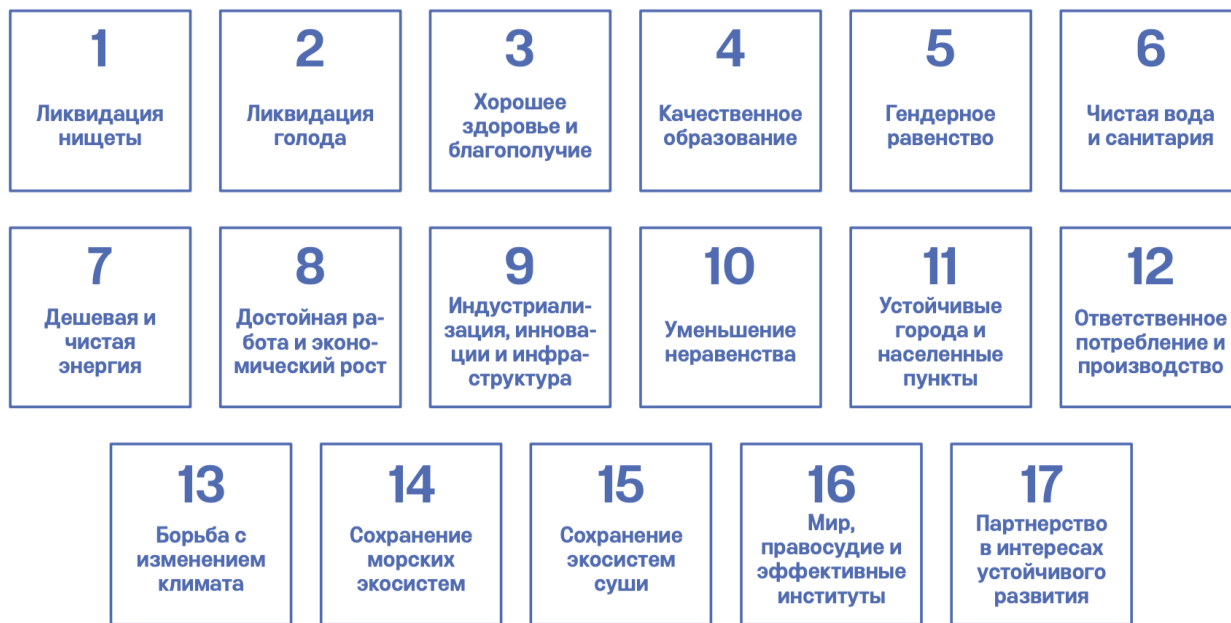 1
Ликвидация
нищеты
2
Ликвидация
голода
3
Хорошее
здоровье и
благополучие
4
Качественное
образование
5
Гендерное
равенство
6
Чистая вода
и санитария
7
Дешевая и
чистая
энергия
8
Достойная ра-
бота и эконо-
мический рост
9
Индустриали-
зация, иннова-
ции и инфра-
структура
10
Уменьшение
неравенства
11
Устойчивые
города и
населенные
пункты
12
Ответственное
потребление и
производство
13
Борьба с
изменением
климата
14
Сохранение
морских
экосистем
15
Сохранение
экосистем
суши
16
Мир,
правосудие и
эффективные
институты
17
Партнерство
в интересах
устойчивого
развития